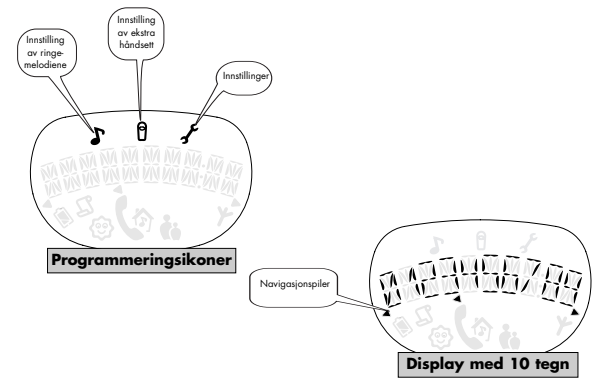 Innstilling
av ringe-
melodiene
Innstilling
av ekstra
håndsett
Innstillinger
Programmeringsikoner
Navigasjonspiler
Display med 10 tegn